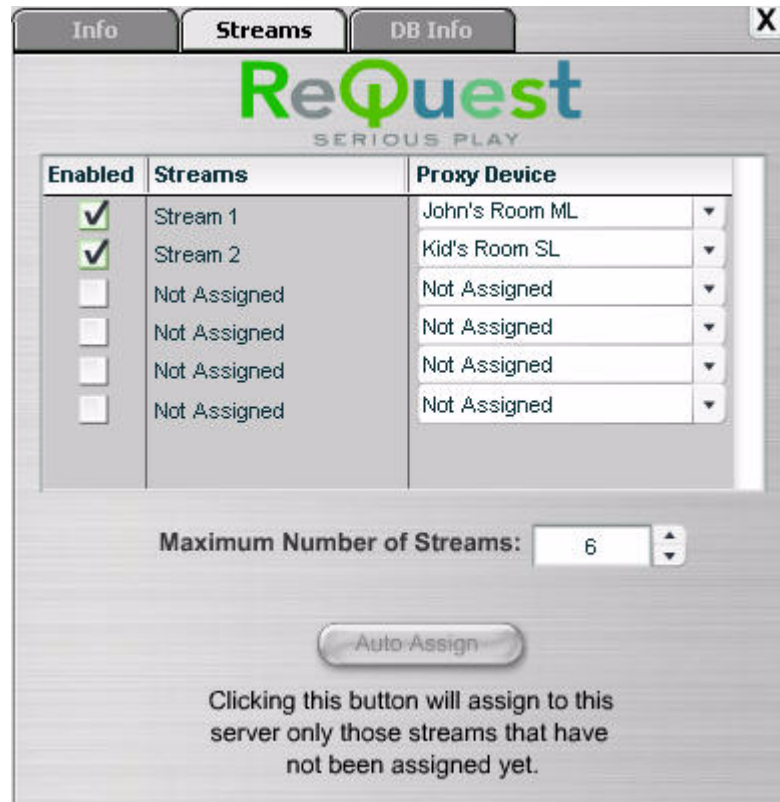 Info Streams DB Info X
ReQuest
SERIOUS PLAY
Enabled Streams Proxy Device
Stream 1 John's Room ML
Stream 2 Kid's Room SL
Not Assigned Not Assigned
Not Assigned Not Assigned
Not Assigned Not Assigned
Not Assigned Not Assigned
Maximum Number of Streams: 6
Auto Assign
Clicking this button will assign to this
server only those streams that have
not been assigned yet.